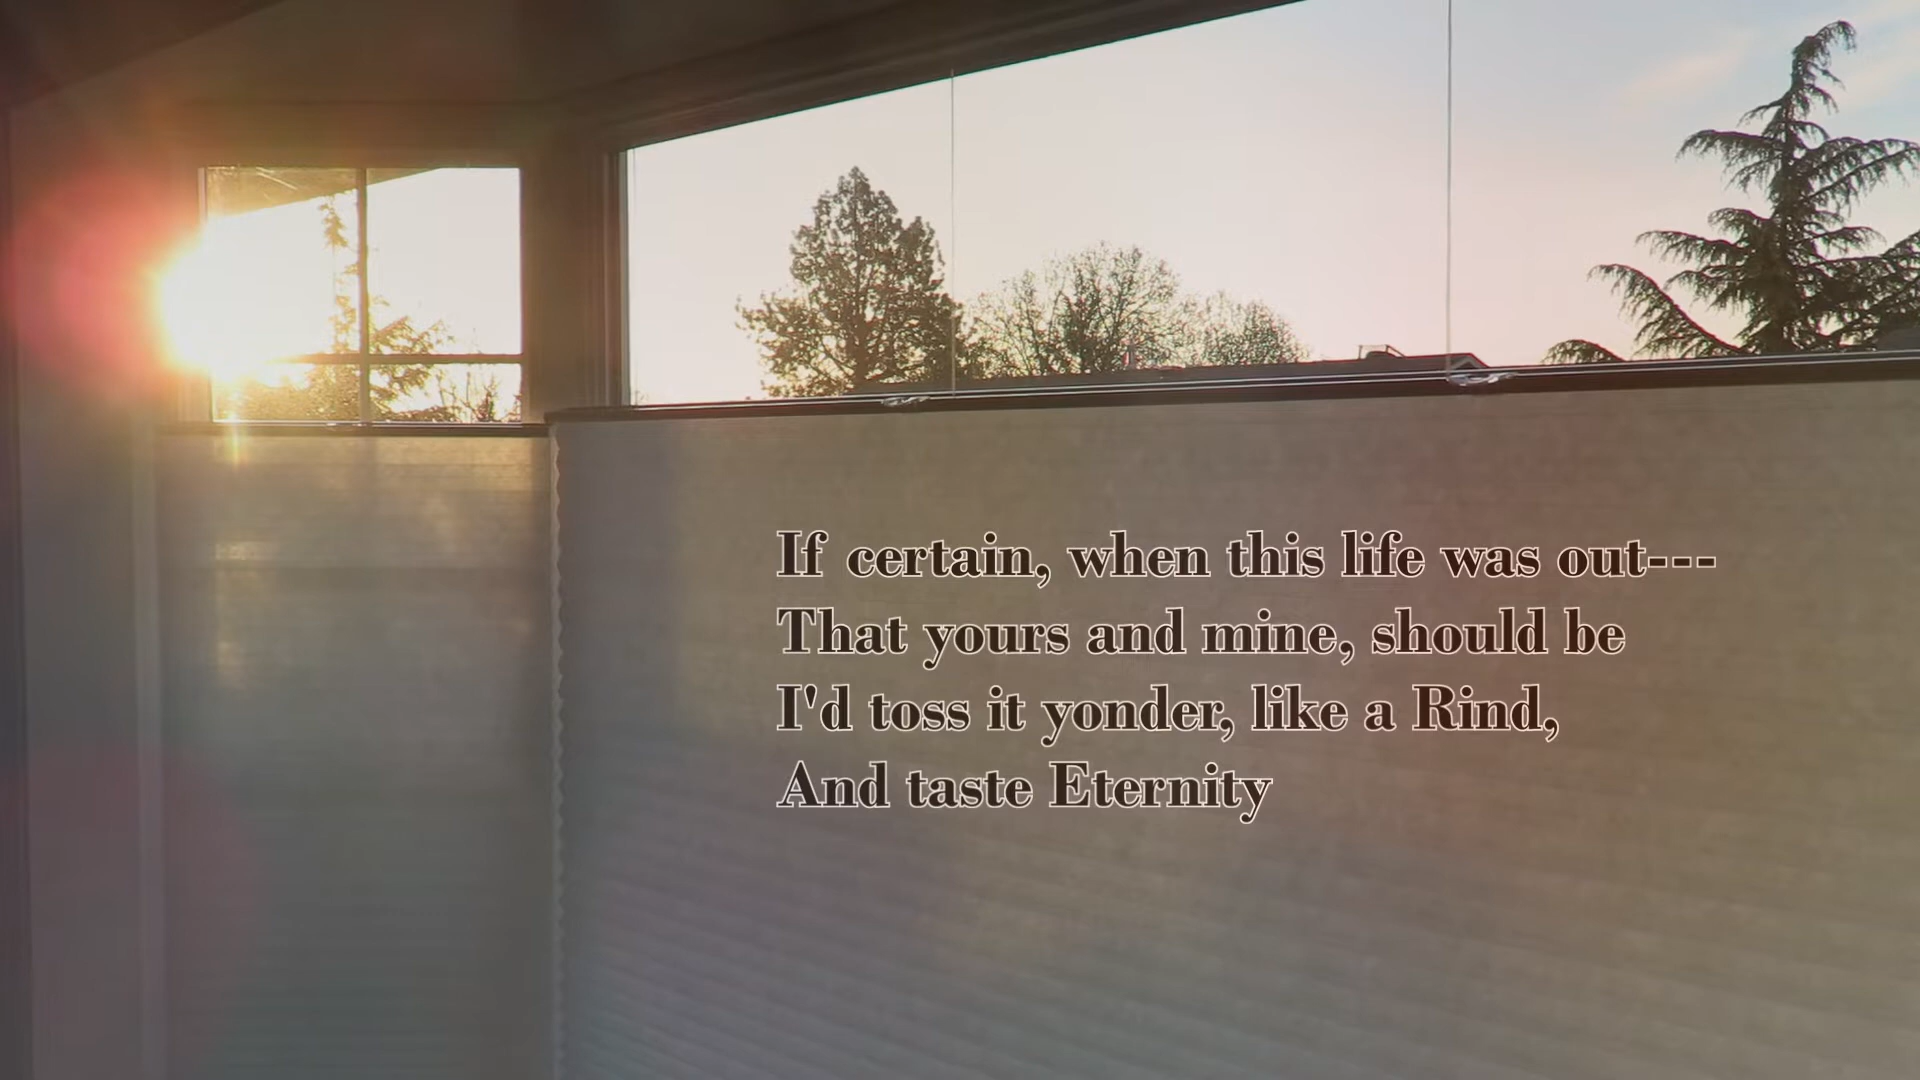 If certain, when this life was out---
That yours and mine, should be
I'd toss it yonder, like a Rind,
And taste Eternity